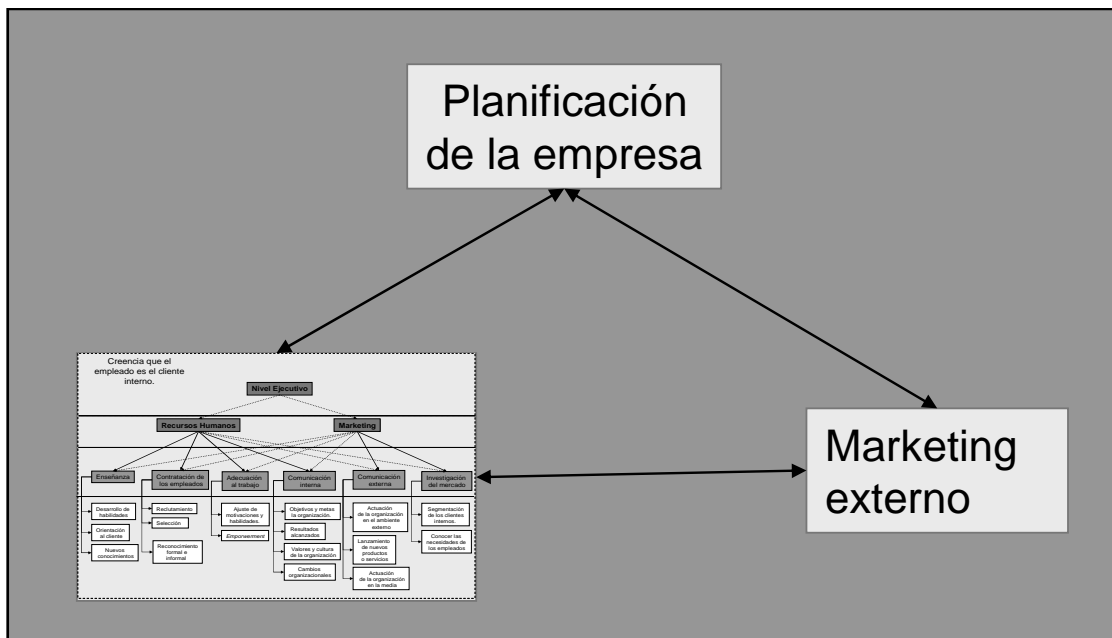 Planificación
de la empresa
Creencia que el
empleado es el cliente
interno.
Nivel Ejecutivo
Recursos Humanos
Marketing
Enseñanza
Contratación de
los empleados
Adecuación
al trabajo
Comunicación
interna
Comunicación
externa
Investigación
del mercado
Desarrollo de
habilidades
Orientación
al cliente
Nuevos
conocimientos
Reclutamiento
Selección
Reconocimiento
formal e
informal
Ajuste de
motivaciones y
habilidades.
Empowerment
Objetivos y metas
la organización.
Resultados
alcanzados
Valores y cultura
de la organización
Cambios
organizacionales
Actuación
de la organización
en el ambiente
externo
Lanzamiento
de nuevos
productos
o servicios
Actuación
de la organización
en la media
Segmentación
de los clientes
internos.
Conocer las
necesidades de
los empleados
Marketing
externo